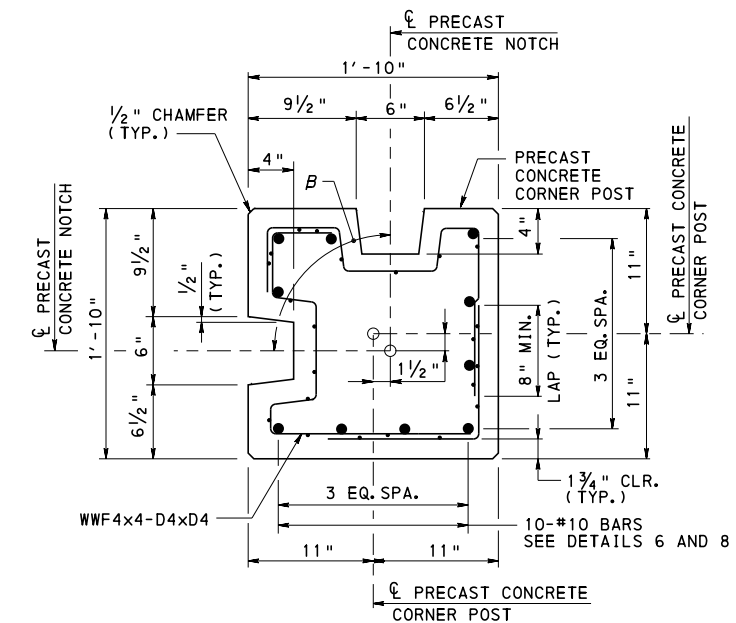 ℄ PRECAST
CONCRETE NOTCH
1'-10"
9½"
6"
6½"
½" CHAMFER
(TYP.)
4"
β
PRECAST
CONCRETE
CORNER POST
℄ PRECAST
CONCRETE NOTCH
1'-10"
9½"
½"
(TYP.)
6"
6½"
4"
11"
℄ PRECAST CONCRETE
CORNER POST
8" MIN.
LAP (TYP.)
3 EQ.SPA.
11"
1½"
1¾" CLR.
(TYP.)
3 EQ.SPA.
WWF4x4-D4xD4
10-#10 BARS
SEE DETAILS 6 AND 8
11"
11"
℄ PRECAST CONCRETE
CORNER POST